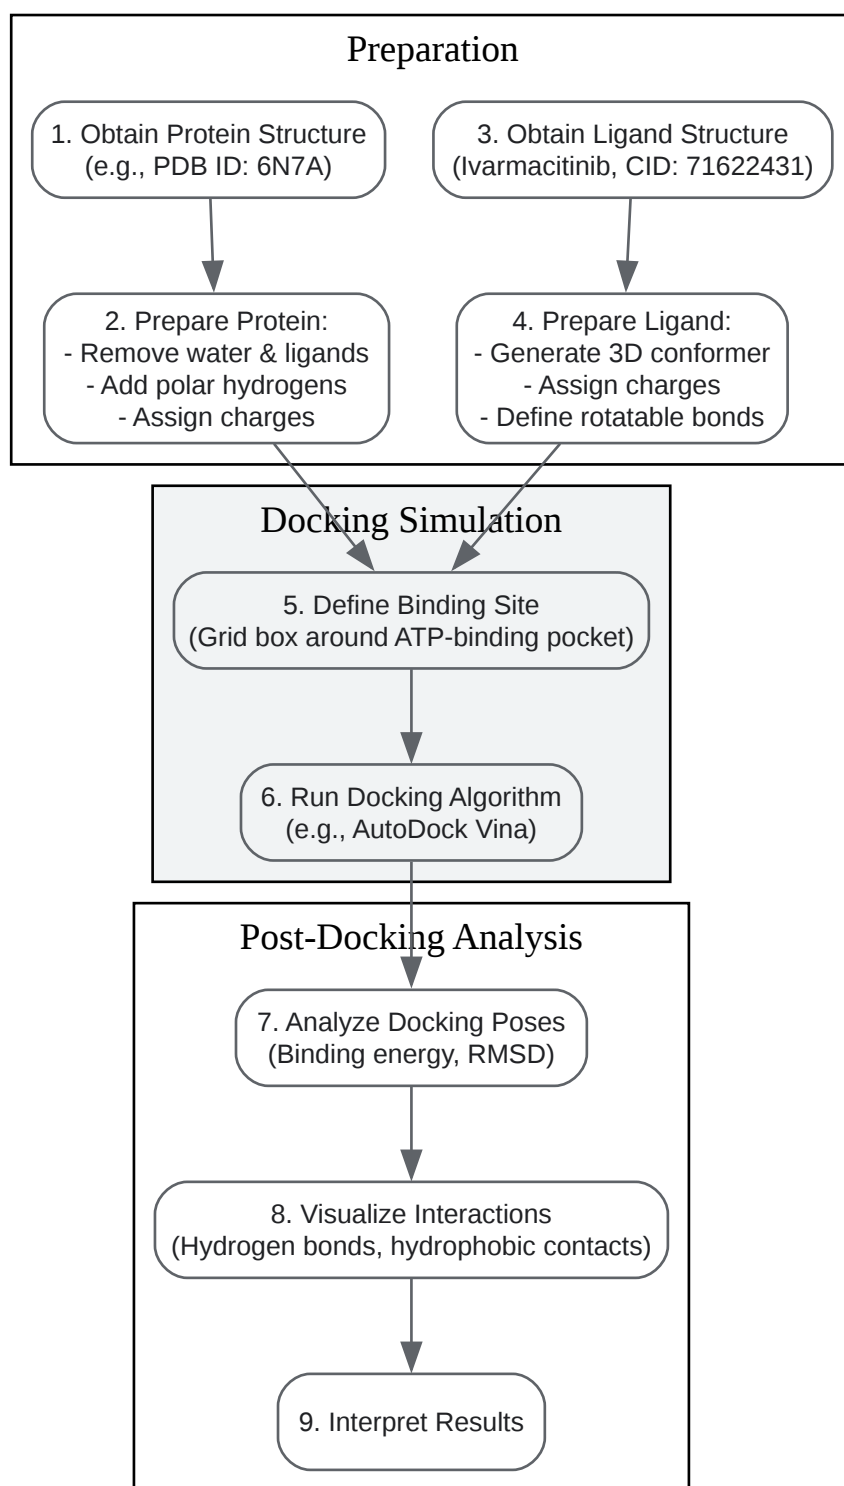 Preparation
1. Obtain Protein Structure
(e.g., PDB ID: 6N7A)
3. Obtain Ligand Structure
(Ivarmacitinib, CID: 71622431)
2. Prepare Protein:
- Remove water & ligands
- Add polar hydrogens
- Assign charges
4. Prepare Ligand:
- Generate 3D conformer
- Assign charges
- Define rotatable bonds
Docking Simulation
5. Define Binding Site
(Grid box around ATP-binding pocket)
6. Run Docking Algorithm
(e.g., AutoDock Vina)
Post-Docking Analysis
7. Analyze Docking Poses
(Binding energy, RMSD)
8. Visualize Interactions
(Hydrogen bonds, hydrophobic contacts)
9. Interpret Results